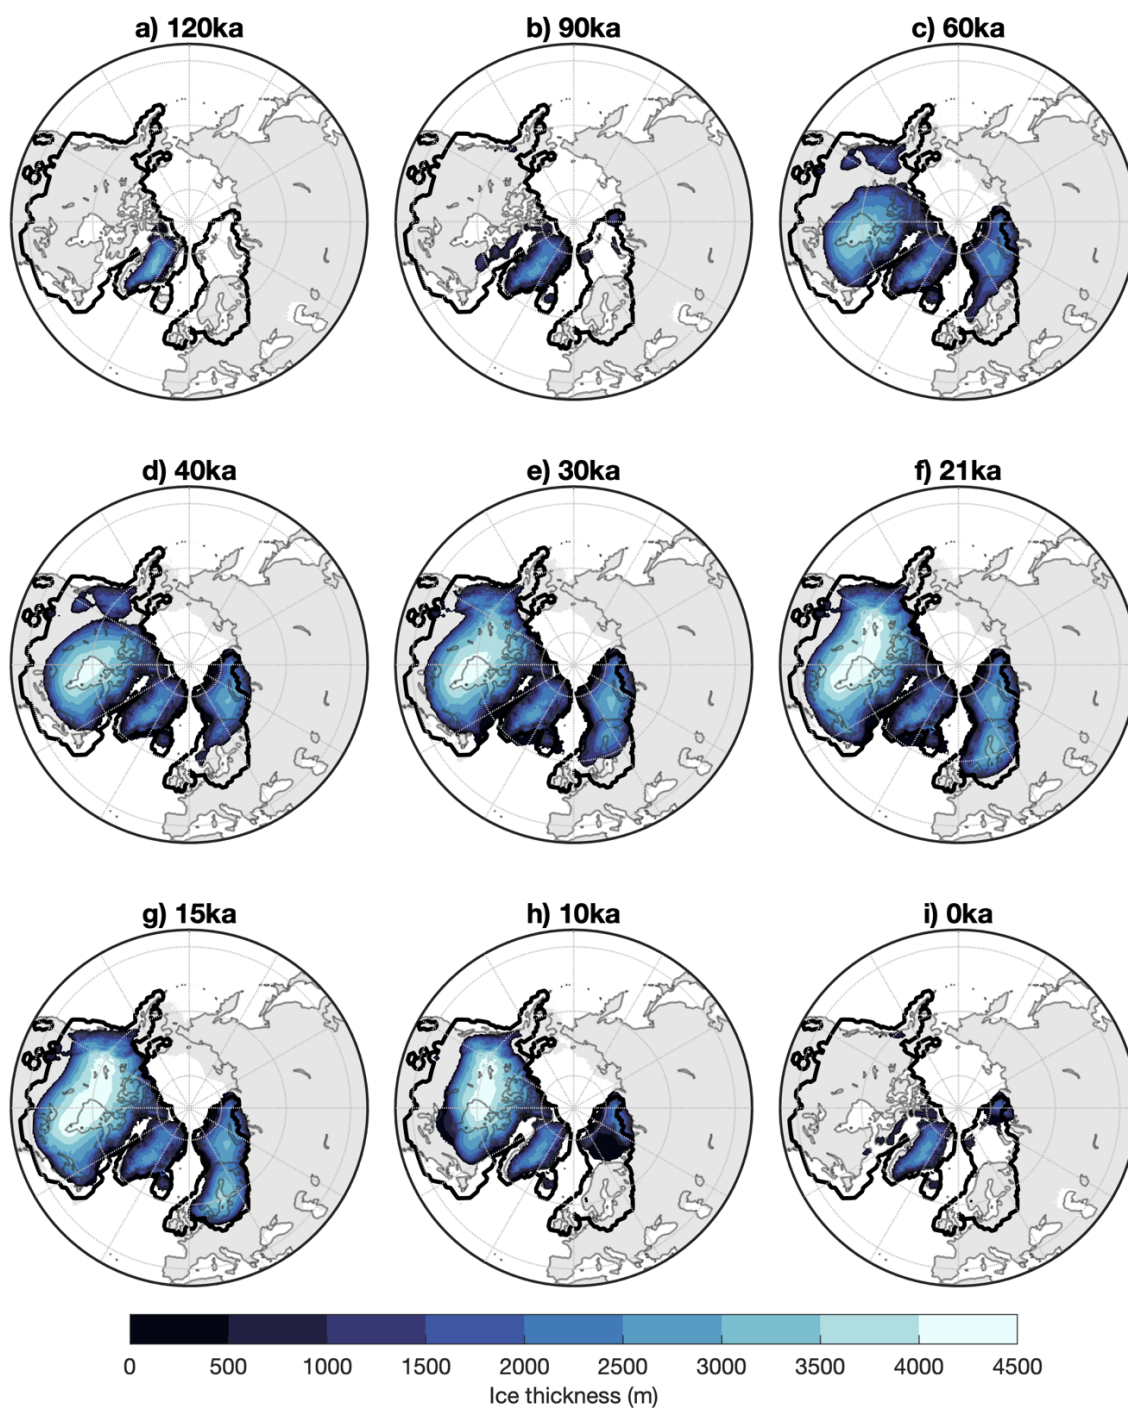 a) 120ka
b) 90ka
c) 60ka
d) 40ka
e) 30ka
f) 21ka
g) 15ka
h) 10ka
i) 0ka
0 500 1000 1500 2000 2500 3000 3500 4000 4500
Ice thickness (m)